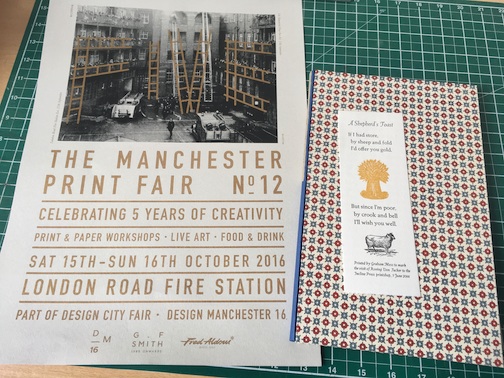 THE MANCHESTER
PRINT FAIR Nº12
CELEBRATING 5 YEARS OF CREATIVITY
PRINT & PAPER WORKSHOPS · LIVE ART · FOOD & DRINK
SAT 15TH–SUN 16TH OCTOBER 2016
LONDON ROAD FIRE STATION
PART OF DESIGN CITY FAIR · DESIGN MANCHESTER 16
D M
16
G . F
SMITH
Fred Aldous
A Shepherd's Toast
If I had store,
by sheep and fold
I'd offer you gold.
But since I'm poor,
by crook and bell
I'll wish you well.